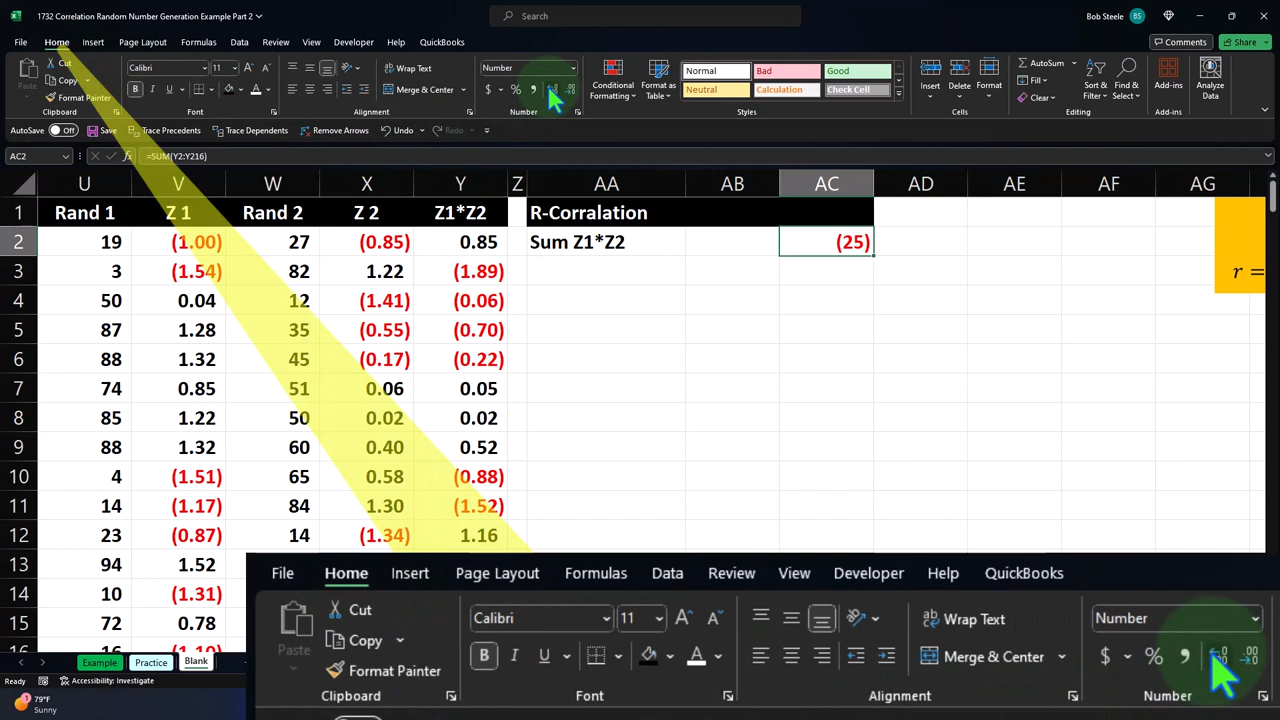 1732 Correlation Random Number Generation Example Part 2
Search
Bob Steele BS
File Home Insert Page Layout Formulas Data Review View Developer Help QuickBooks
Comments Share
Paste Cut Copy Format Painter Clipboard
Calibri 11 Font
Wrap Text Merge & Center Alignment
Number Number
Conditional Formatting Format as Table
Normal Bad Good
Neutral Calculation Check Cell
Styles
Insert Delete Format Cells
AutoSum Fill Clear Sort & Filter Find & Select Editing
Add-ins Add-ins
Analyze Data
AutoSave Off Save Trace Precedents Trace Dependents Remove Arrows Undo Redo
AC2 fx =SUM(Y2:Y216)
U V W X Y Z AA AB AC AD AE AF AG
1 Rand 1 Z 1 Rand 2 Z 2 Z1*Z2 R-Corralation
2 19 (1.00) 27 (0.85) 0.85 Sum Z1*Z2 (25)
3 3 (1.54) 82 1.22 (1.89)
r =
4 50 0.04 12 (1.41) (0.06)
5 87 1.28 35 (0.55) (0.70)
6 88 1.32 45 (0.17) (0.22)
7 74 0.85 51 0.06 0.05
8 85 1.22 50 0.02 0.02
9 88 1.32 60 0.40 0.52
10 4 (1.51) 65 0.58 (0.88)
11 14 (1.17) 84 1.30 (1.52)
12 23 (0.87) 14 (1.34) 1.16
13 94 1.52
14 10 (1.31)
15 72 0.78
Example Practice Blank
Ready Accessibility: Investigate
79°F
Sunny
File Home Insert Page Layout Formulas Data Review View Developer Help QuickBooks
Paste Cut Copy Format Painter Clipboard
Calibri 11 B I U A Font
Wrap Text Merge & Center Alignment
Number $ % , Number